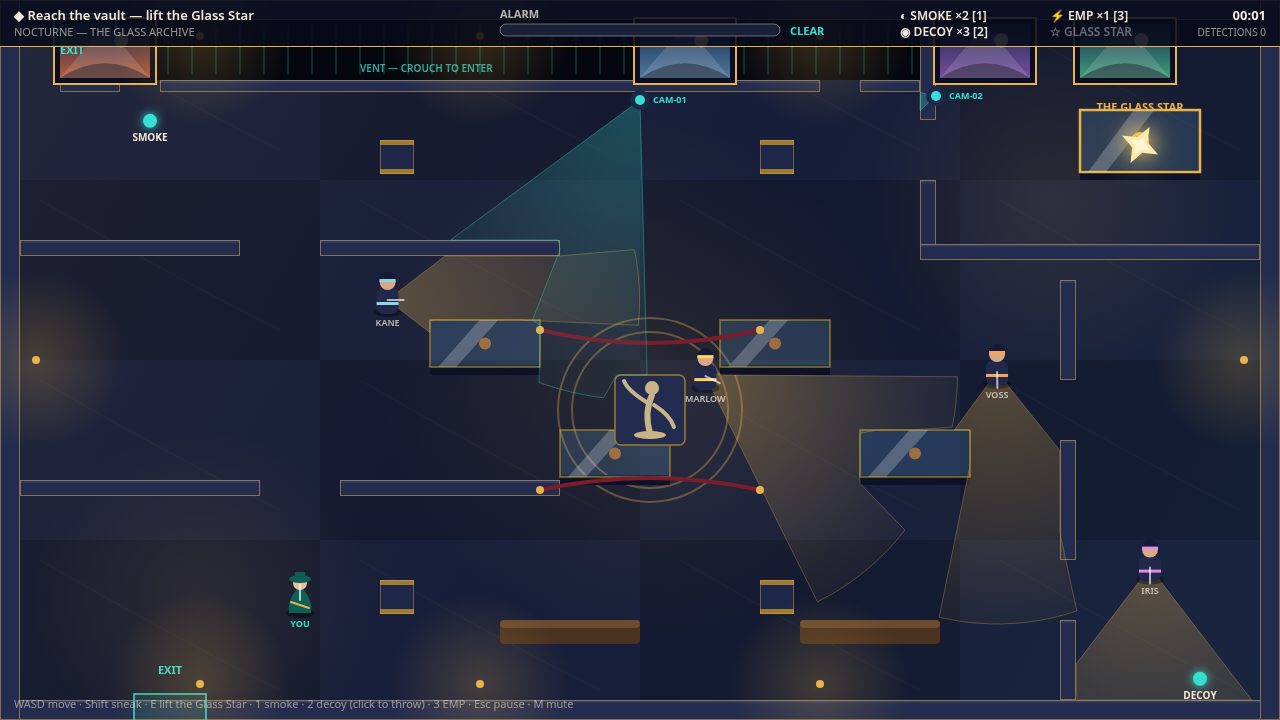 ◆ Reach the vault — lift the Glass Star
NOCTURNE — THE GLASS ARCHIVE
ALARM
CLEAR
◖ SMOKE ×2 [1]
⚡ EMP ×1 [3]
00:01
◉ DECOY ×3 [2]
☆ GLASS STAR
DETECTIONS 0
EXIT
VENT — CROUCH TO ENTER
CAM-01
CAM-02
THE GLASS STAR
SMOKE
KANE
MARLOW
VOSS
IRIS
YOU
EXIT
DECOY
WASD move · Shift sneak · E lift the Glass Star · 1 smoke · 2 decoy (click to throw) · 3 EMP · Esc pause · M mute